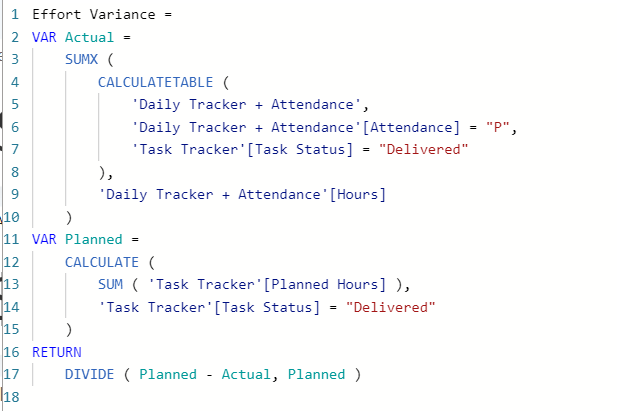 1 Effort Variance =
2 VAR Actual =
3 SUMX (
4 CALCULATETABLE (
5 'Daily Tracker + Attendance',
6 'Daily Tracker + Attendance'[Attendance] = "P",
7 'Task Tracker'[Task Status] = "Delivered"
8 ),
9 'Daily Tracker + Attendance'[Hours]
10 )
11 VAR Planned =
12 CALCULATE (
13 SUM ( 'Task Tracker'[Planned Hours] ),
14 'Task Tracker'[Task Status] = "Delivered"
15 )
16 RETURN
17 DIVIDE ( Planned - Actual, Planned )
18